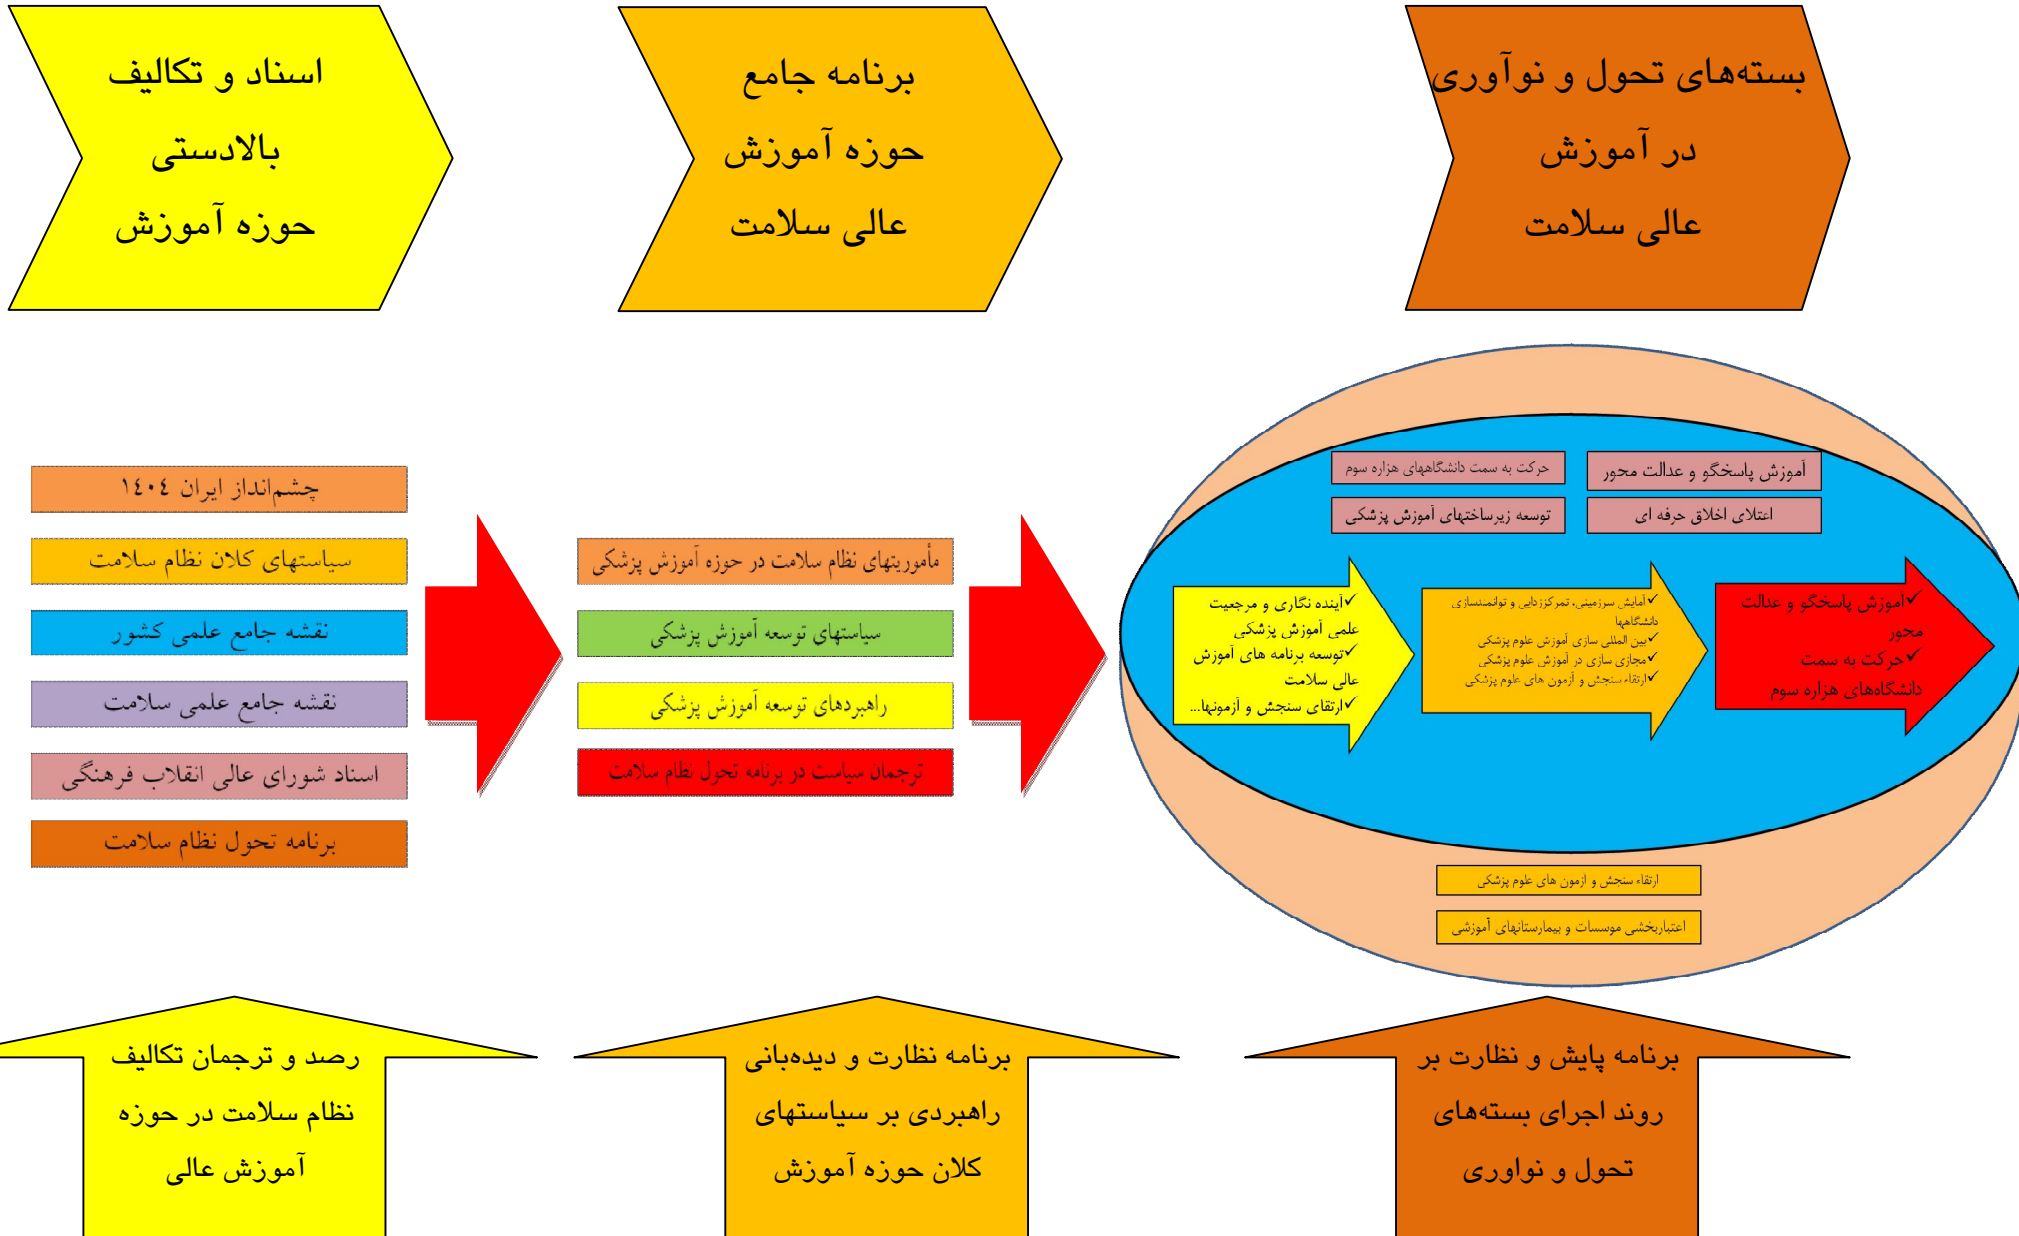 اسناد و تکالیف
بالادستی
حوزه آموزش
برنامه جامع
حوزه آموزش
عالی سلامت
بسته‌های تحول و نوآوری
در آموزش
عالی سلامت
چشم‌انداز ایران ١٤٠٤
سیاستهای کلان نظام سلامت
نقشه جامع علمی کشور
نقشه جامع علمی سلامت
اسناد شورای عالی انقلاب فرهنگی
برنامه تحول نظام سلامت
مأموریتهای نظام سلامت در حوزه آموزش پزشکی
سیاستهای توسعه آموزش پزشکی
راهبردهای توسعه آموزش پزشکی
ترجمان سیاست در برنامه تحول نظام سلامت
حرکت به سمت دانشگاههای هزاره سوم
آموزش پاسخگو و عدالت محور
توسعه زیرساختهای آموزش پزشکی
اعتلای اخلاق حرفه ای
✓آینده نگاری و مرجعیت
علمی آموزش پزشکی
✓توسعه برنامه های آموزش
عالی سلامت
✓ارتقای سنجش و آزمونها...
✓آمایش سرزمینی، تمرکززدایی و توانمندسازی
دانشگاهها
✓بین المللی سازی آموزش علوم پزشکی
✓مجازی سازی در آموزش علوم پزشکی
✓ارتقاء سنجش و آزمون های علوم پزشکی
✓آموزش پاسخگو و عدالت
محور
✓حرکت به سمت
دانشگاه‌های هزاره سوم
ارتقاء سنجش و ازمون های علوم پزشکی
اعتباربخشی موسسات و بیمارستانهای آموزشی
رصد و ترجمان تکالیف
نظام سلامت در حوزه
آموزش عالی
برنامه نظارت و دیده‌بانی
راهبردی بر سیاستهای
کلان حوزه آموزش
برنامه پایش و نظارت بر
روند اجرای بسته‌های
تحول و نواوری